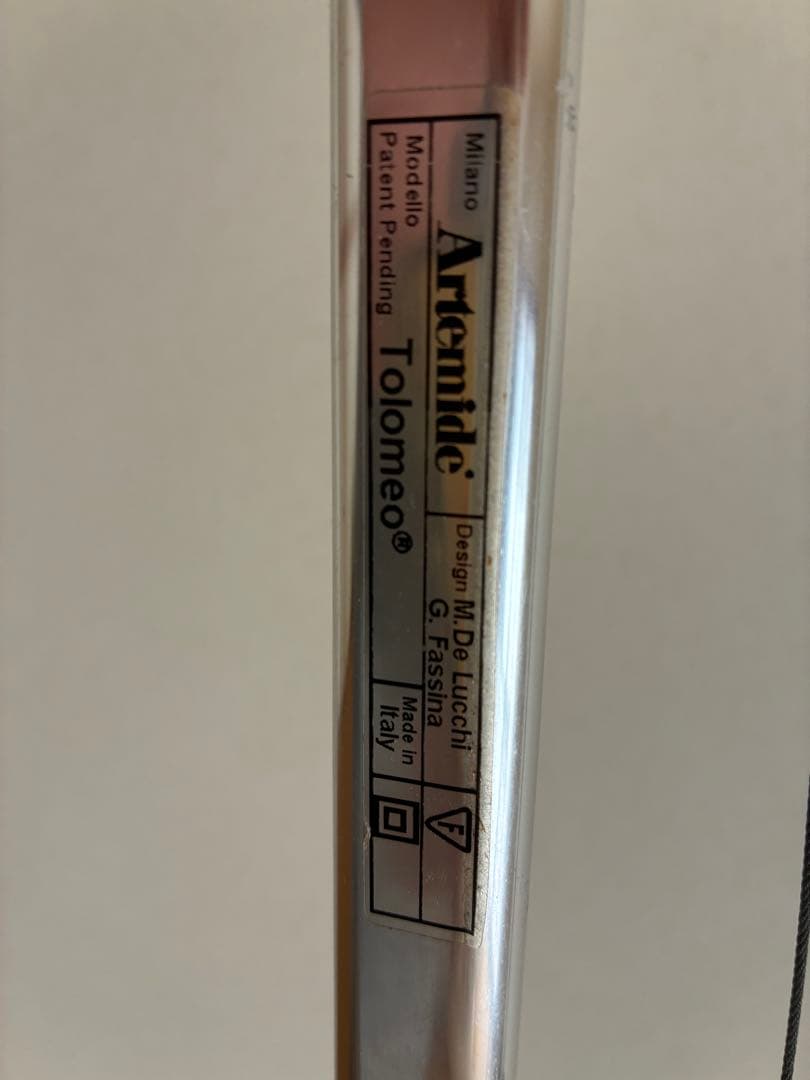 Milano Artemide
Design M. De Lucchi
G. Fassina
F
Modello
Patent Pending
Tolomeo®
Made in
Italy